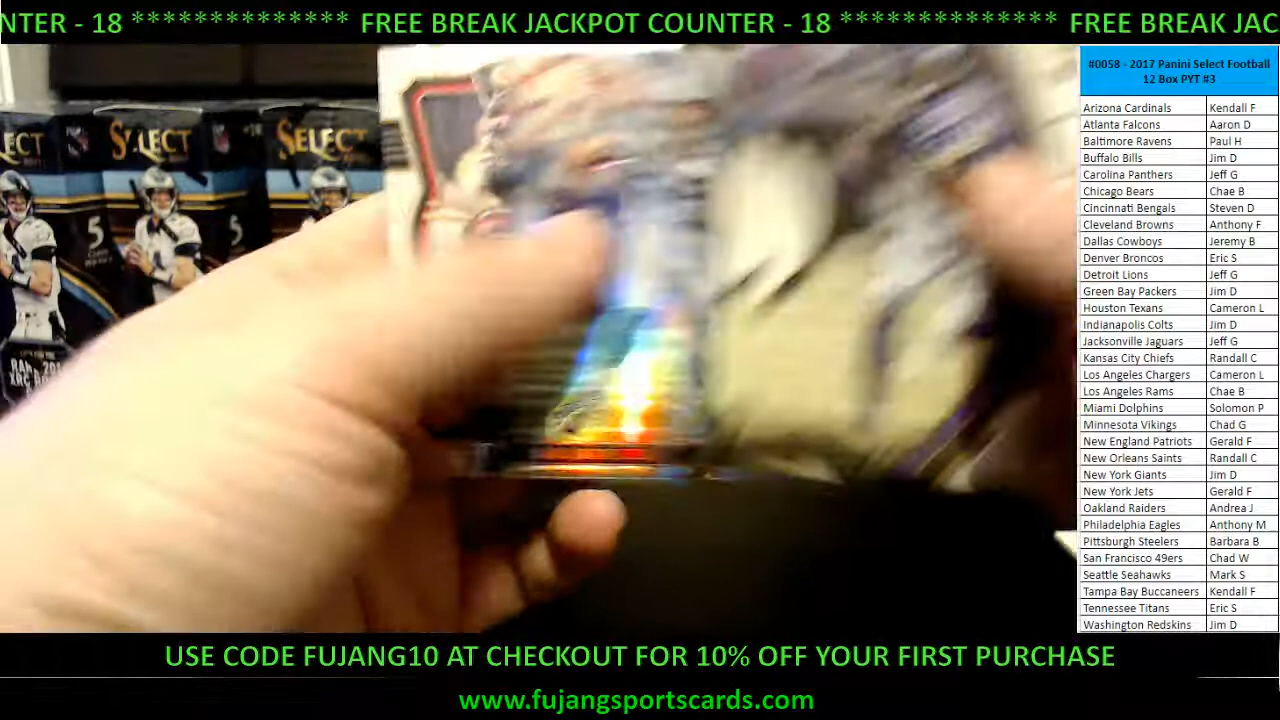 NTER - 18 ************** FREE BREAK JACKPOT COUNTER - 18 ************** FREE BREAK JAC
#0058 - 2017 Panini Select Football
12 Box PYT #3
Arizona Cardinals Kendall F
Atlanta Falcons Aaron D
Baltimore Ravens Paul H
Buffalo Bills Jim D
Carolina Panthers Jeff G
Chicago Bears Chae B
Cincinnati Bengals Steven D
Cleveland Browns Anthony F
Dallas Cowboys Jeremy B
Denver Broncos Eric S
Detroit Lions Jeff G
Green Bay Packers Jim D
Houston Texans Cameron L
Indianapolis Colts Jim D
Jacksonville Jaguars Jeff G
Kansas City Chiefs Randall C
Los Angeles Chargers Cameron L
Los Angeles Rams Chae B
Miami Dolphins Solomon P
Minnesota Vikings Chad G
New England Patriots Gerald F
New Orleans Saints Randall C
New York Giants Jim D
New York Jets Gerald F
Oakland Raiders Andrea J
Philadelphia Eagles Anthony M
Pittsburgh Steelers Barbara B
San Francisco 49ers Chad W
Seattle Seahawks Mark S
Tampa Bay Buccaneers Kendall F
Tennessee Titans Eric S
Washington Redskins Jim D
LECT SELECT SELECT
5 5
USE CODE FUJANG10 AT CHECKOUT FOR 10% OFF YOUR FIRST PURCHASE
www.fujangsportscards.com